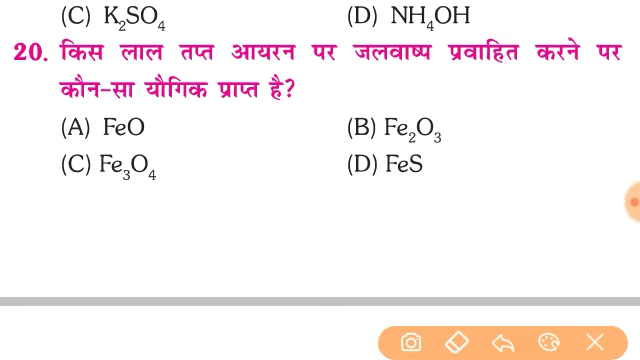 (C) K₂SO₄ (D) NH₄OH
20. किस लाल तप्त आयरन पर जलवाष्प प्रवाहित करने पर
कौन-सा यौगिक प्राप्त है?
(A) FeO (B) Fe₂O₃
(C) Fe₃O₄ (D) FeS